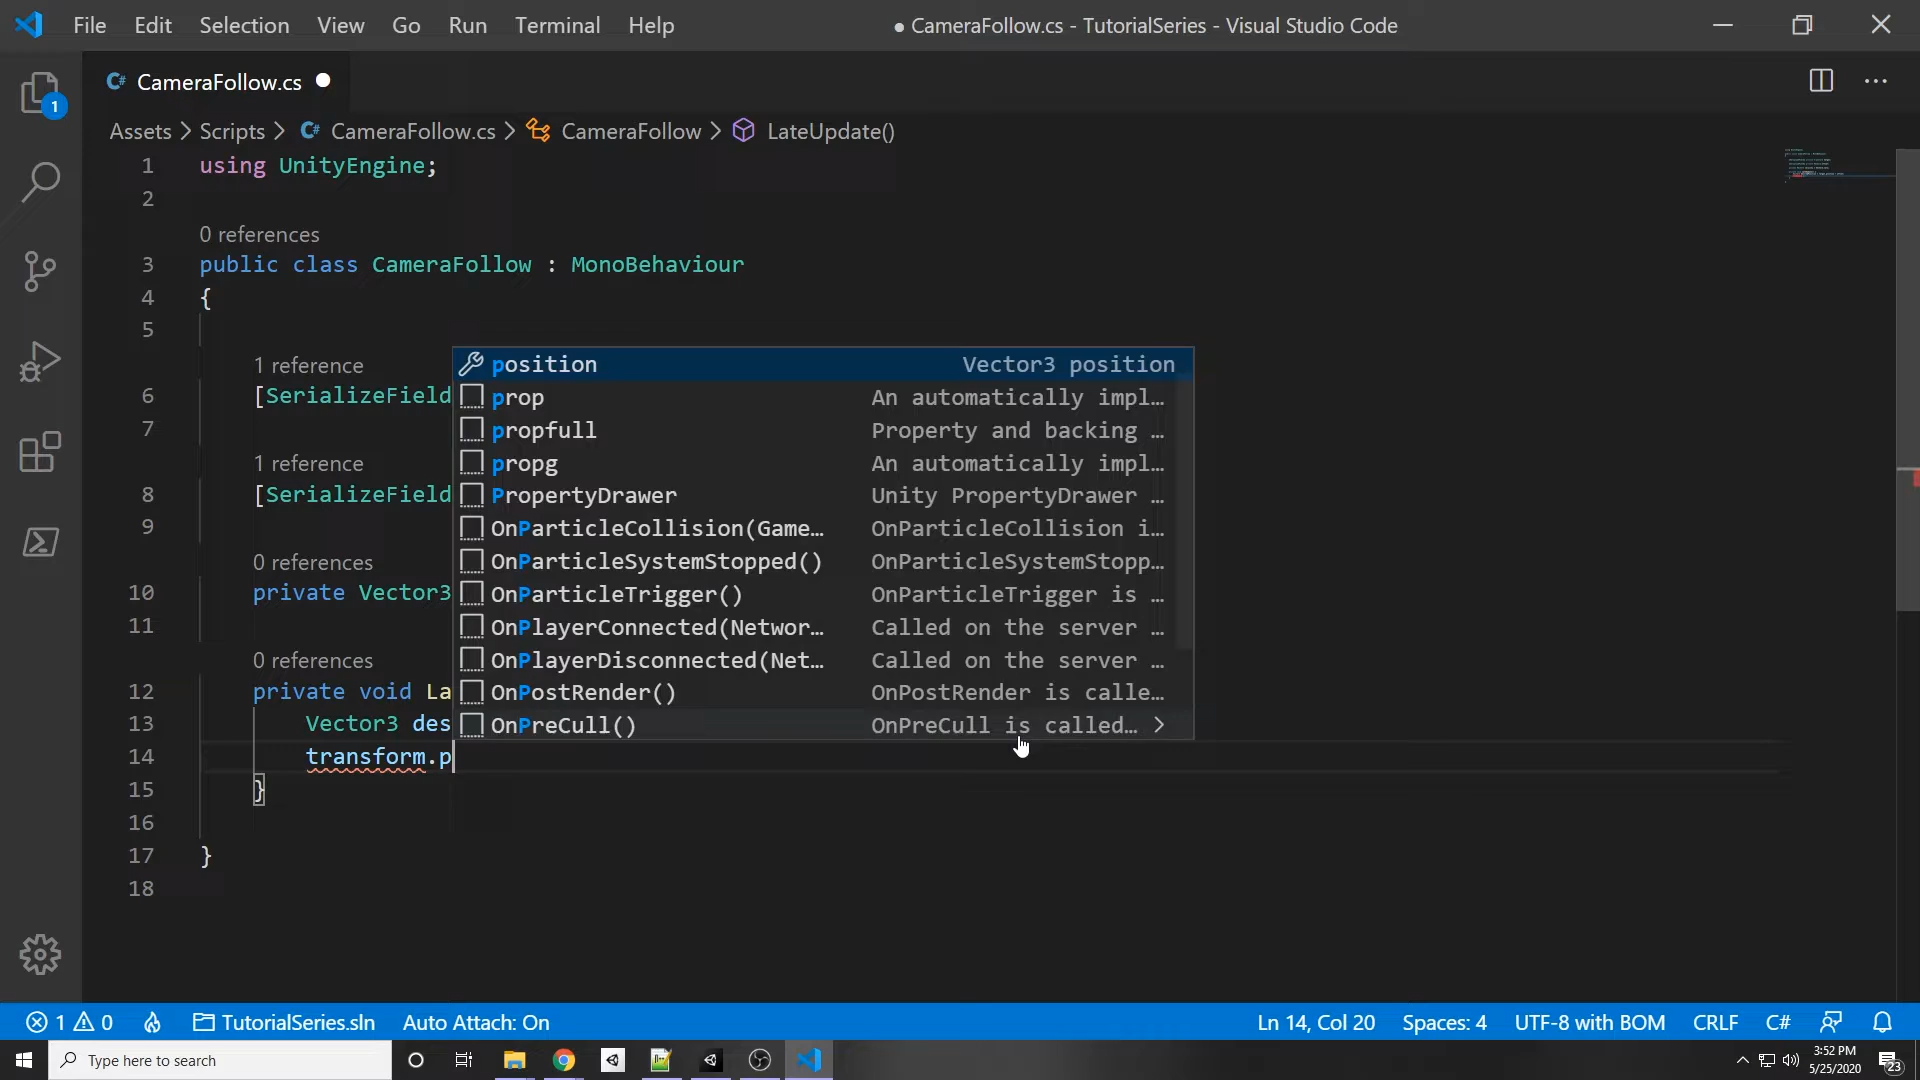 File Edit Selection View Go Run Terminal Help
● CameraFollow.cs - TutorialSeries - Visual Studio Code
1
C# CameraFollow.cs ●
Assets > Scripts > C# CameraFollow.cs > CameraFollow > LateUpdate()
1 using UnityEngine;
2
0 references
3 public class CameraFollow : MonoBehaviour
4 {
5
1 reference
6 [SerializeField
7
1 reference
8 [SerializeField
9
0 references
10 private Vector3
11
0 references
12 private void La
13 Vector3 des
14 transform.p
15 }
16
17 }
18
position Vector3 position
prop An automatically impl…
propfull Property and backing …
propg An automatically impl…
PropertyDrawer Unity PropertyDrawer …
OnParticleCollision(Game… OnParticleCollision i…
OnParticleSystemStopped() OnParticleSystemStopp…
OnParticleTrigger() OnParticleTrigger is …
OnPlayerConnected(Networ… Called on the server …
OnPlayerDisconnected(Net… Called on the server …
OnPostRender() OnPostRender is calle…
OnPreCull() OnPreCull is called… >
1 0 TutorialSeries.sln Auto Attach: On
Ln 14, Col 20 Spaces: 4 UTF-8 with BOM CRLF C#
Type here to search
3:52 PM
5/25/2020
23